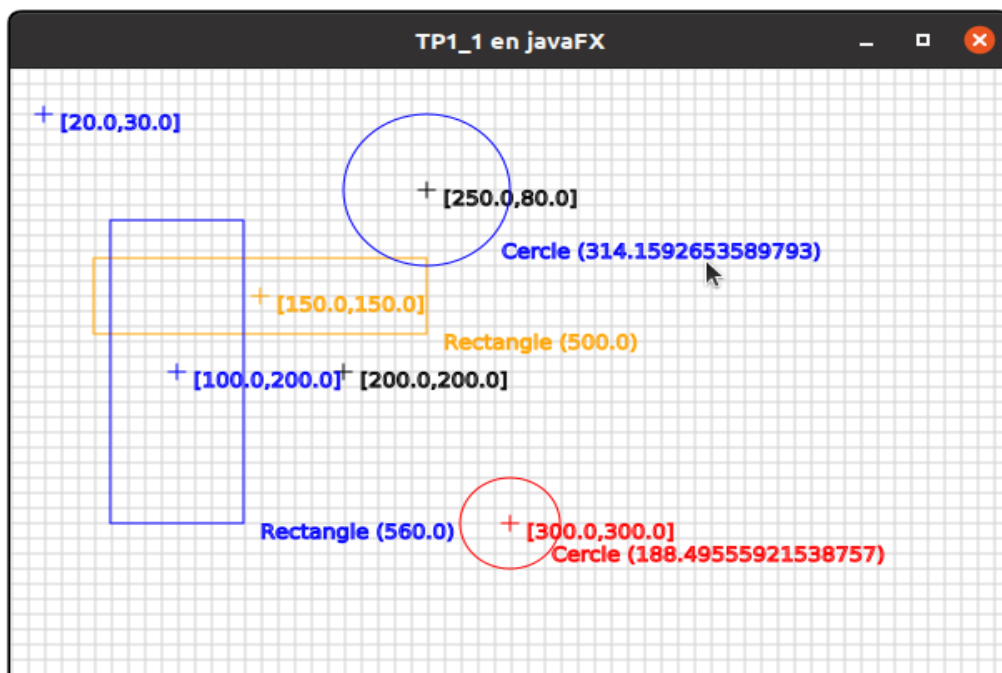 TP1_1 en javaFX
[20.0,30.0]
[250.0,80.0]
Cercle (314.1592653589793)
[150.0,150.0]
Rectangle (500.0)
[100.0,200.0]
[200.0,200.0]
Rectangle (560.0)
[300.0,300.0]
Cercle (188.49555921538757)